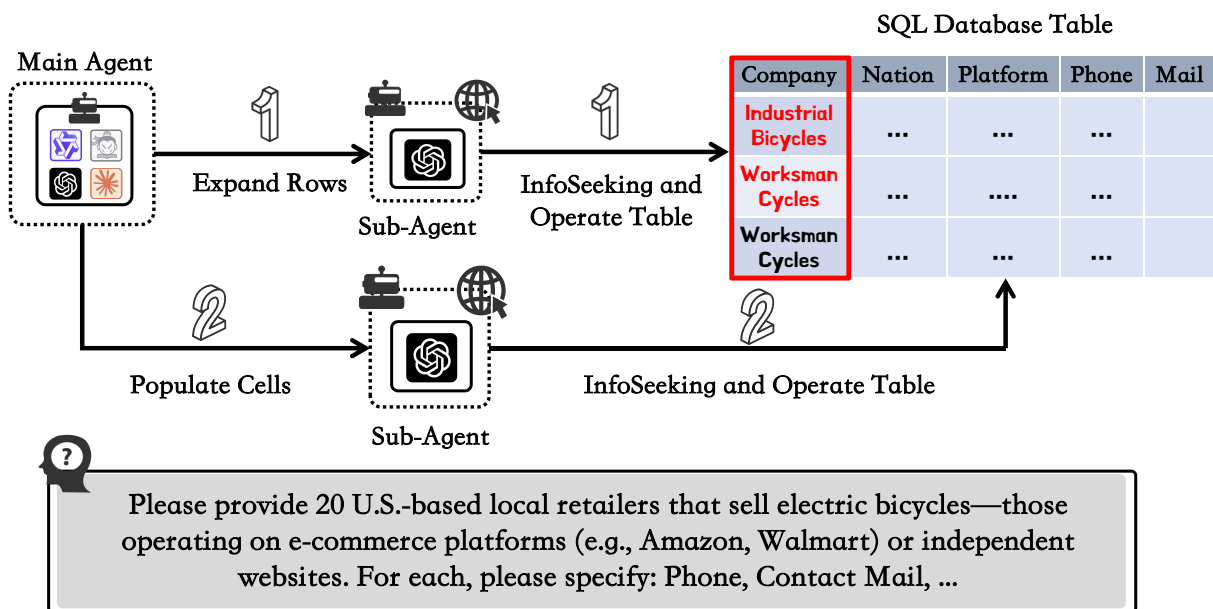 SQL Database Table
Main Agent
Company Nation Platform Phone Mail
1
1
Industrial
Bicycles
... ... ...
Expand Rows
InfoSeeking and
Operate Table
Worksman
Cycles
... .... ...
Sub-Agent
Worksman
Cycles
... ... ...
2
2
Populate Cells
InfoSeeking and Operate Table
Sub-Agent
?
Please provide 20 U.S.-based local retailers that sell electric bicycles—those
operating on e-commerce platforms (e.g., Amazon, Walmart) or independent
websites. For each, please specify: Phone, Contact Mail, ...